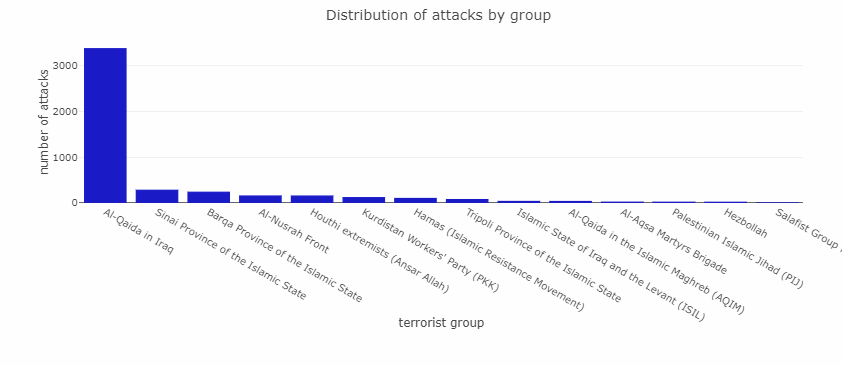 Distribution of attacks by group
number of attacks
3000
2000
1000
0
Al-Qaida in Iraq
Sinai Province of the Islamic State
Barqa Province of the Islamic State
Al-Nusrah Front
Houthi extremists (Ansar Allah)
Kurdistan Workers' Party (PKK)
Hamas (Islamic Resistance Movement)
Tripoli Province of the Islamic State
Islamic State of Iraq and the Levant (ISIL)
Al-Qaida in the Islamic Maghreb (AQIM)
Al-Aqsa Martyrs Brigade
Palestinian Islamic Jihad (PIJ)
Hezbollah
Salafist Group
terrorist group